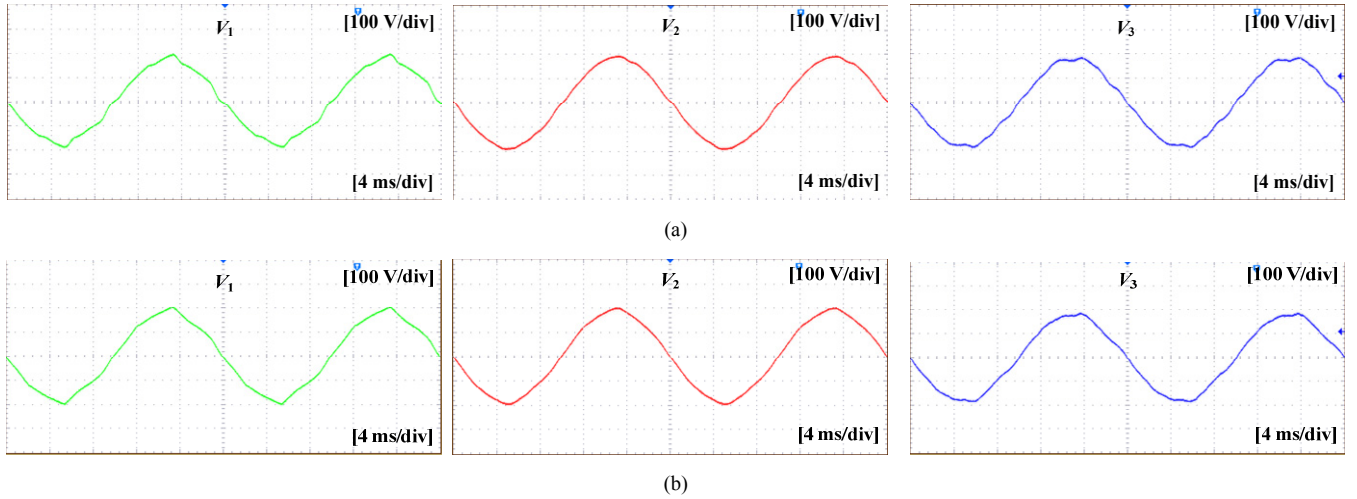 V1 [100 V/div]
[4 ms/div]
V2 [100 V/div]
[4 ms/div]
V3 [100 V/div]
[4 ms/div]
(a)
V1 [100 V/div]
[4 ms/div]
V2 [100 V/div]
[4 ms/div]
V3 [100 V/div]
[4 ms/div]
(b)